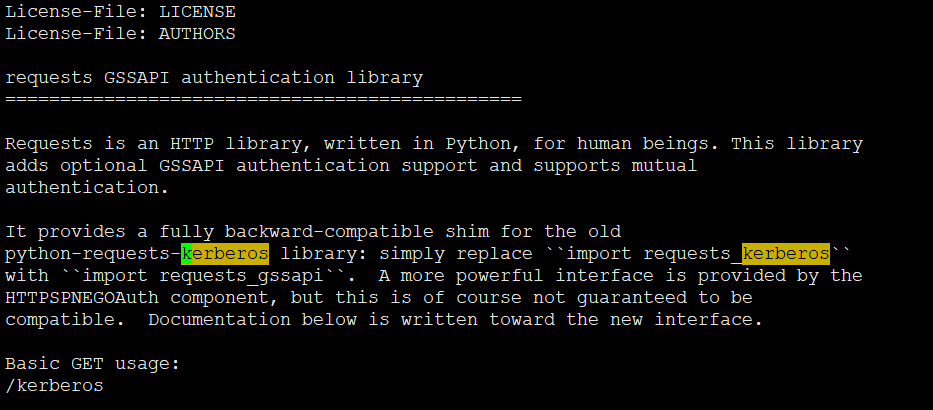 License-File: LICENSE
License-File: AUTHORS
requests GSSAPI authentication library
===============================================
Requests is an HTTP library, written in Python, for human beings. This library
adds optional GSSAPI authentication support and supports mutual
authentication.
It provides a fully backward-compatible shim for the old
python-requests-kerberos library: simply replace ``import requests_kerberos``
with ``import requests_gssapi``.  A more powerful interface is provided by the
HTTPSPNEGOAuth component, but this is of course not guaranteed to be
compatible.  Documentation below is written toward the new interface.
Basic GET usage:
/kerberos